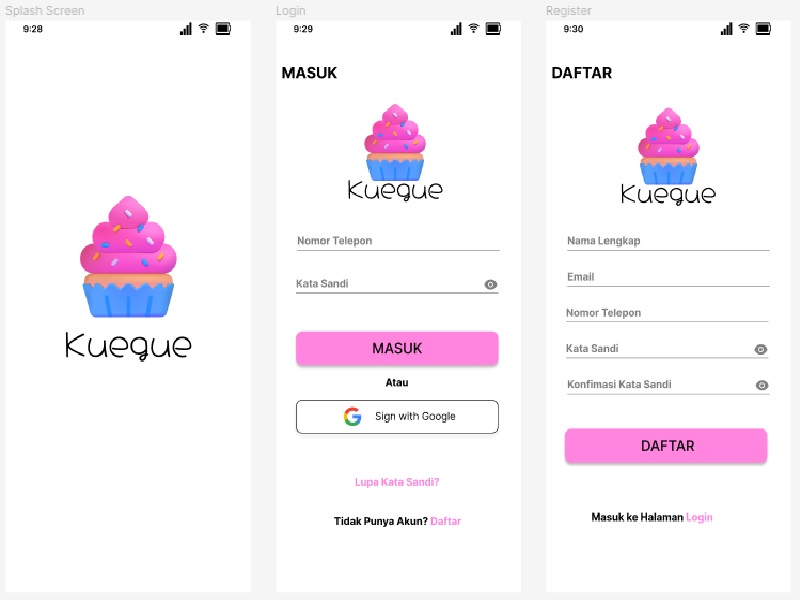 Splash Screen
9:28
Kuegue
Login
9:29
MASUK
Kuegue
Nomor Telepon
Kata Sandi
MASUK
Atau
Sign with Google
Lupa Kata Sandi?
Tidak Punya Akun? Daftar
Register
9:30
DAFTAR
Kuegue
Nama Lengkap
Email
Nomor Telepon
Kata Sandi
Konfimasi Kata Sandi
DAFTAR
Masuk ke Halaman Login